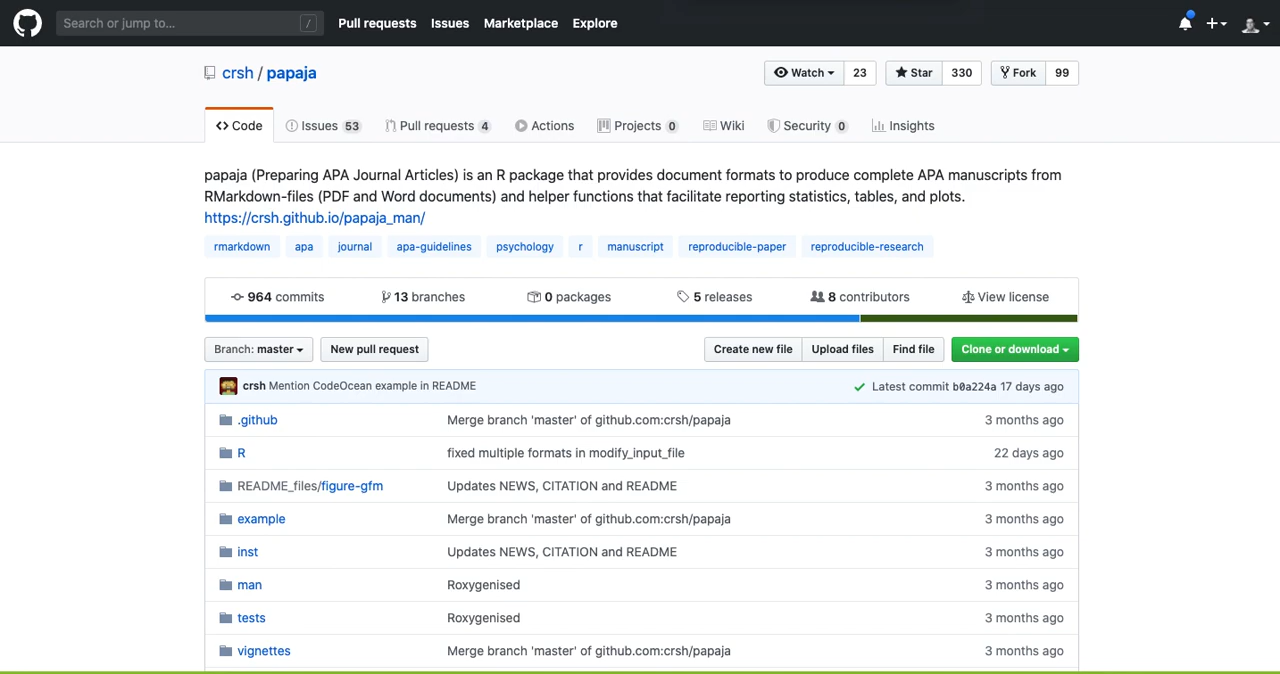 Search or jump to... / Pull requests Issues Marketplace Explore
crsh / papaja Watch 23 Star 330 Fork 99
Code Issues 53 Pull requests 4 Actions Projects 0 Wiki Security 0 Insights
papaja (Preparing APA Journal Articles) is an R package that provides document formats to produce complete APA manuscripts from
RMarkdown-files (PDF and Word documents) and helper functions that facilitate reporting statistics, tables, and plots.
https://crsh.github.io/papaja_man/
rmarkdown apa journal apa-guidelines psychology r manuscript reproducible-paper reproducible-research
964 commits 13 branches 0 packages 5 releases 8 contributors View license
Branch: master New pull request Create new file Upload files Find file Clone or download
crsh Mention CodeOcean example in README Latest commit b0a224a 17 days ago
.github Merge branch 'master' of github.com:crsh/papaja 3 months ago
R fixed multiple formats in modify_input_file 22 days ago
README_files/figure-gfm Updates NEWS, CITATION and README 3 months ago
example Merge branch 'master' of github.com:crsh/papaja 3 months ago
inst Updates NEWS, CITATION and README 3 months ago
man Roxygenised 3 months ago
tests Roxygenised 3 months ago
vignettes Merge branch 'master' of github.com:crsh/papaja 3 months ago